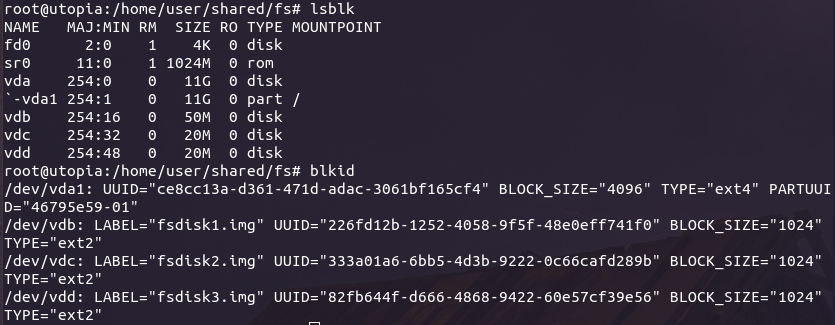 root@utopia:/home/user/shared/fs# lsblk
NAME   MAJ:MIN RM  SIZE RO TYPE MOUNTPOINT
fd0      2:0    1    4K  0 disk
sr0     11:0    1 1024M  0 rom
vda    254:0    0   11G  0 disk
`-vda1 254:1    0   11G  0 part /
vdb    254:16   0   50M  0 disk
vdc    254:32   0   20M  0 disk
vdd    254:48   0   20M  0 disk
root@utopia:/home/user/shared/fs# blkid
/dev/vda1: UUID="ce8cc13a-d361-471d-adac-3061bf165cf4" BLOCK_SIZE="4096" TYPE="ext4" PARTUUI
D="46795e59-01"
/dev/vdb: LABEL="fsdisk1.img" UUID="226fd12b-1252-4058-9f5f-48e0eff741f0" BLOCK_SIZE="1024"
TYPE="ext2"
/dev/vdc: LABEL="fsdisk2.img" UUID="333a01a6-6bb5-4d3b-9222-0c66cafd289b" BLOCK_SIZE="1024"
TYPE="ext2"
/dev/vdd: LABEL="fsdisk3.img" UUID="82fb644f-d666-4868-9422-60e57cf39e56" BLOCK_SIZE="1024"
TYPE="ext2"